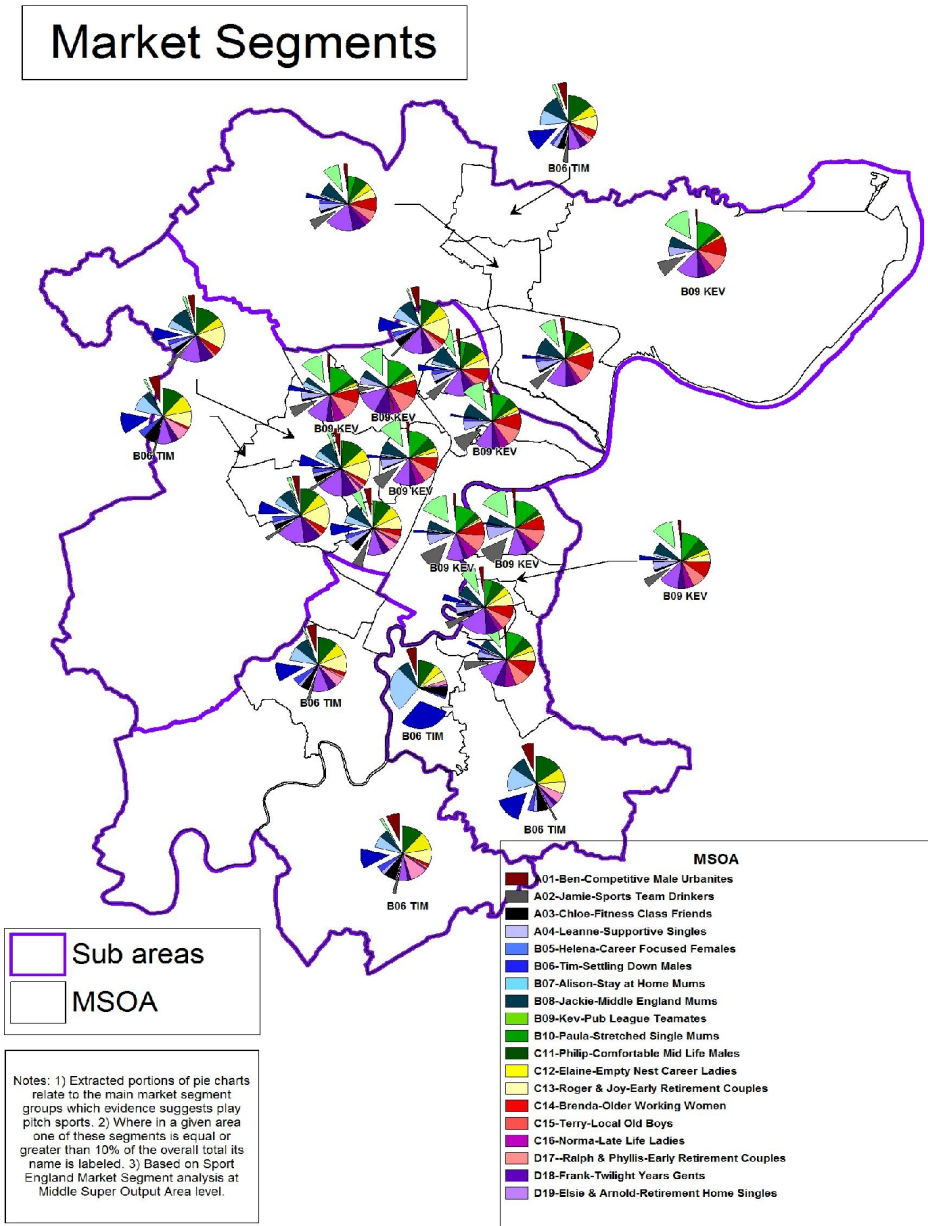 Market Segments
B06 TIM
B09 KEV
B06 TIM
B09 KEV
B09 KEV
B09 KEV
B09 KEV
B09 KEV
B09 KEV
B09 KEV
B06 TIM
B06 TIM
B06 TIM
B06 TIM
Sub areas
MSOA
Notes: 1) Extracted portions of pie charts
relate to the main market segment
groups which evidence suggests play
pitch sports. 2) Where in a given area
one of these segments is equal or
greater than 10% of the overall total its
name is labeled. 3) Based on Sport
England Market Segment analysis at
Middle Super Output Area level.
MSOA
A01-Ben-Competitive Male Urbanites
A02-Jamie-Sports Team Drinkers
A03-Chloe-Fitness Class Friends
A04-Leanne-Supportive Singles
B05-Helena-Career Focused Females
B06-Tim-Settling Down Males
B07-Alison-Stay at Home Mums
B08-Jackie-Middle England Mums
B09-Kev-Pub League Teamates
B10-Paula-Stretched Single Mums
C11-Philip-Comfortable Mid Life Males
C12-Elaine-Empty Nest Career Ladies
C13-Roger & Joy-Early Retirement Couples
C14-Brenda-Older Working Women
C15-Terry-Local Old Boys
C16-Norma-Late Life Ladies
D17--Ralph & Phyllis-Early Retirement Couples
D18-Frank-Twilight Years Gents
D19-Elsie & Arnold-Retirement Home Singles